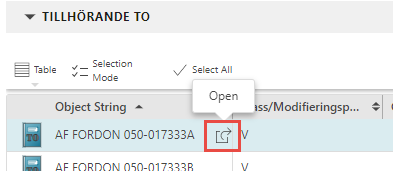 TILLHÖRANDE TO
Table
Selection Mode
Select All
Open
Object String
ass/Modifieringsp...
AF FORDON 050-017333A
V
AF FORDON 050-017333B
V